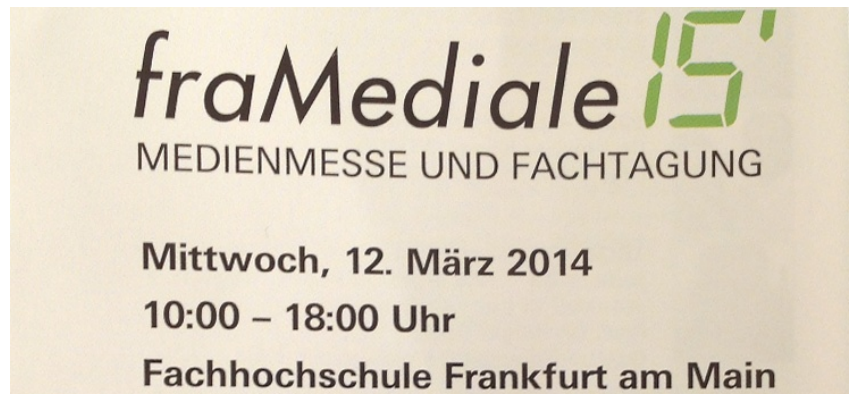 fraMediale 15'
MEDIENMESSE UND FACHTAGUNG
Mittwoch, 12. März 2014
10:00 – 18:00 Uhr
Fachhochschule Frankfurt am Main